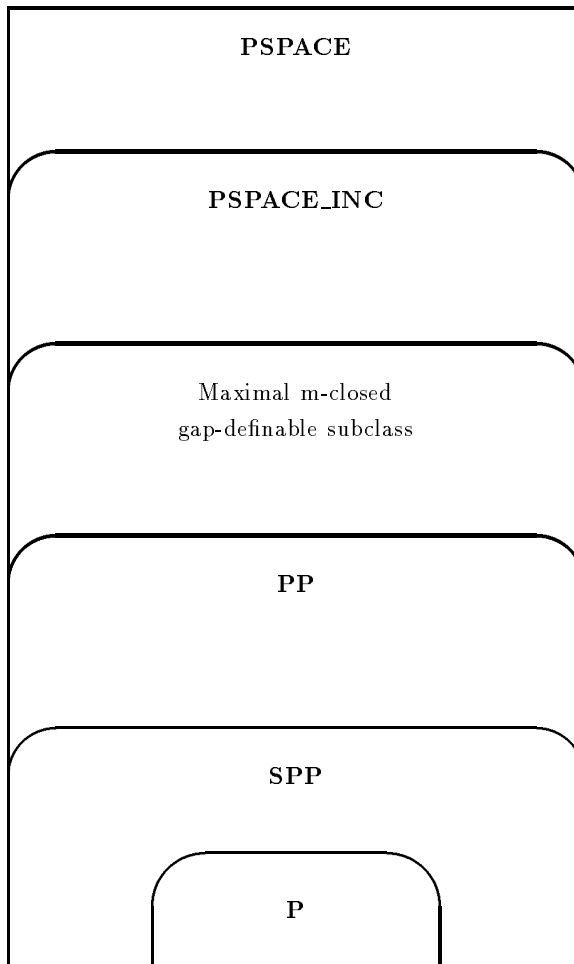 PSPACE
PSPACE_INC
Maximal m-closed
gap-definable subclass
PP
SPP
P